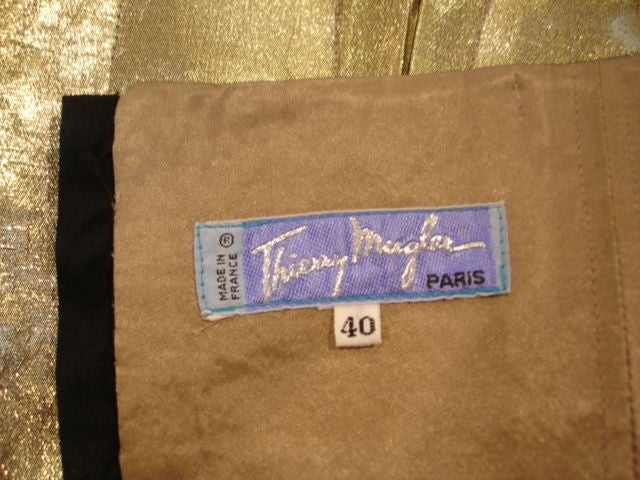 MADE IN
FRANCE
®
Thierry Mugler
PARIS
40